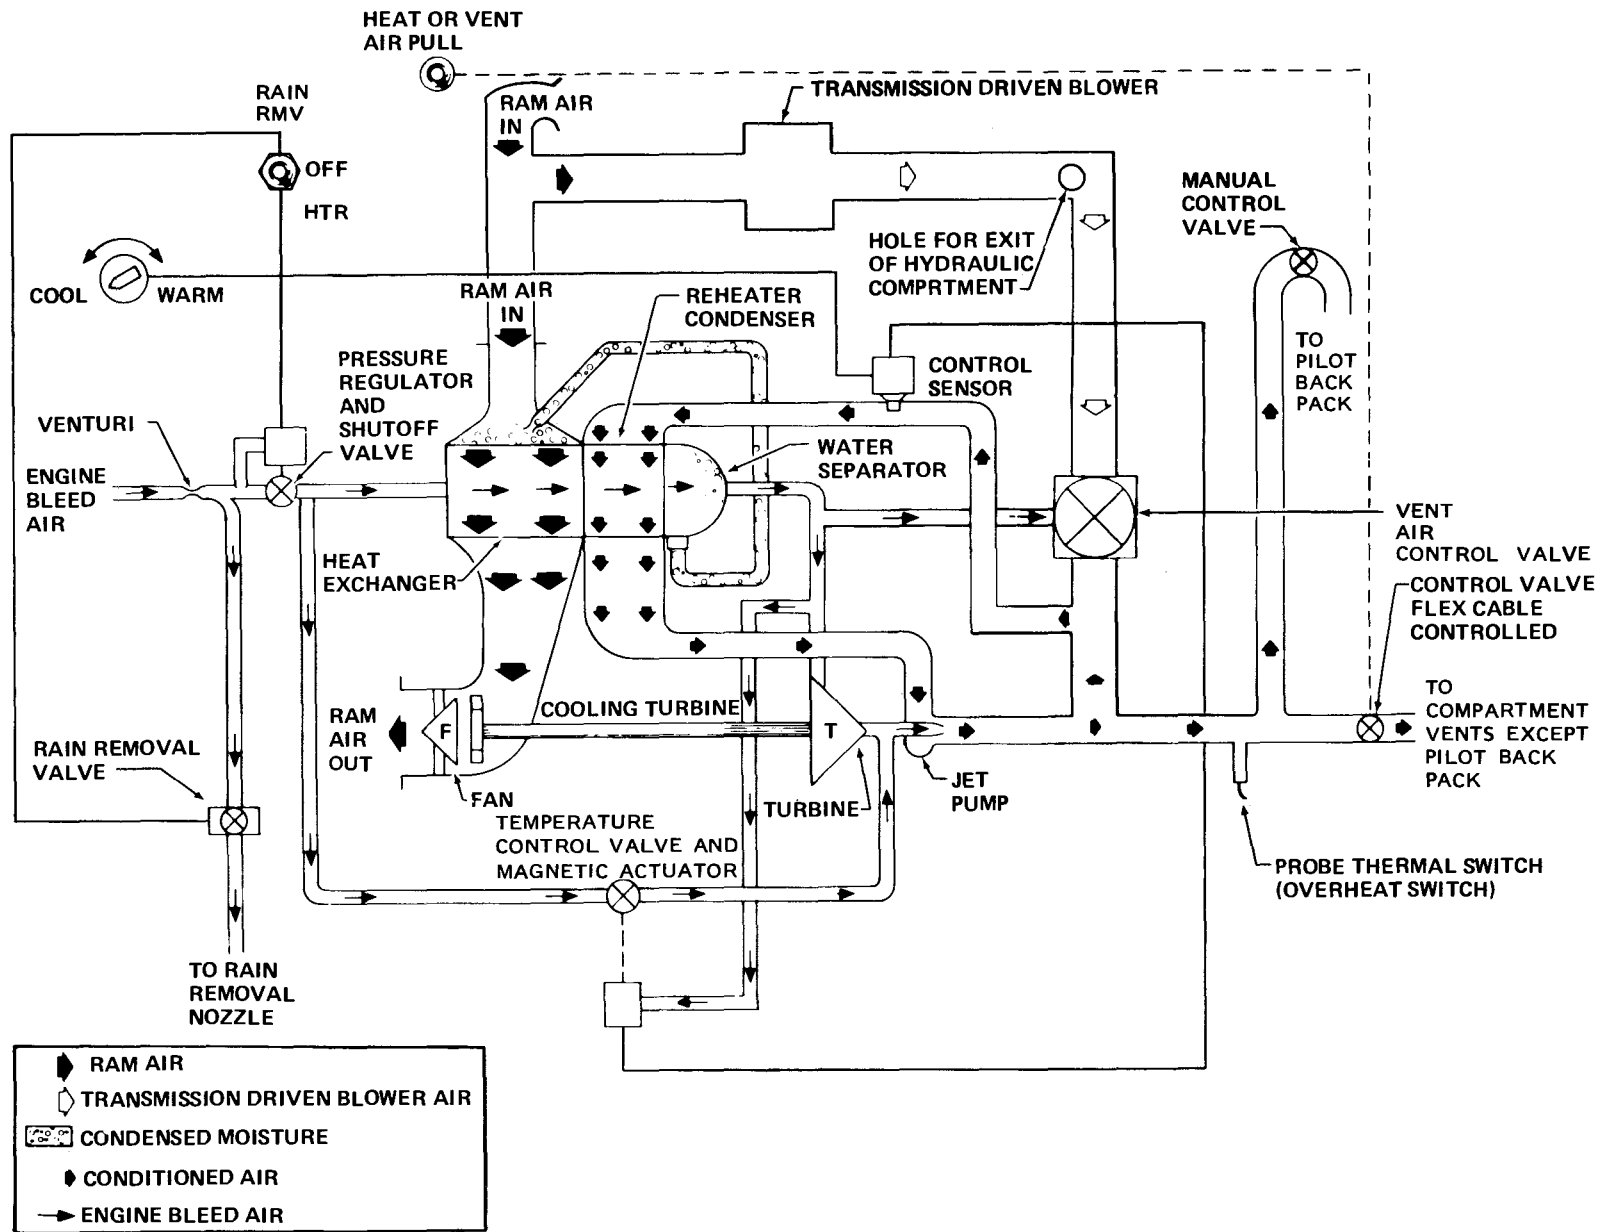 HEAT OR VENT
AIR PULL
RAIN
RMV
OFF
HTR
COOL
WARM
RAM AIR
IN
TRANSMISSION DRIVEN BLOWER
HOLE FOR EXIT
OF HYDRAULIC
COMPRTMENT
MANUAL
CONTROL
VALVE
RAM AIR
IN
REHEATER
CONDENSER
CONTROL
SENSOR
TO
PILOT
BACK
PACK
PRESSURE
REGULATOR
AND
SHUTOFF
VALVE
VENTURI
ENGINE
BLEED
AIR
WATER
SEPARATOR
HEAT
EXCHANGER
VENT
AIR
CONTROL VALVE
CONTROL VALVE
FLEX CABLE
CONTROLLED
TO
COMPARTMENT
VENTS EXCEPT
PILOT BACK
PACK
RAM
AIR
OUT
F
COOLING TURBINE
T
RAIN REMOVAL
VALVE
FAN
TURBINE
JET
PUMP
TEMPERATURE
CONTROL VALVE AND
MAGNETIC ACTUATOR
PROBE THERMAL SWITCH
(OVERHEAT SWITCH)
TO RAIN
REMOVAL
NOZZLE
RAM AIR
TRANSMISSION DRIVEN BLOWER AIR
CONDENSED MOISTURE
CONDITIONED AIR
ENGINE BLEED AIR